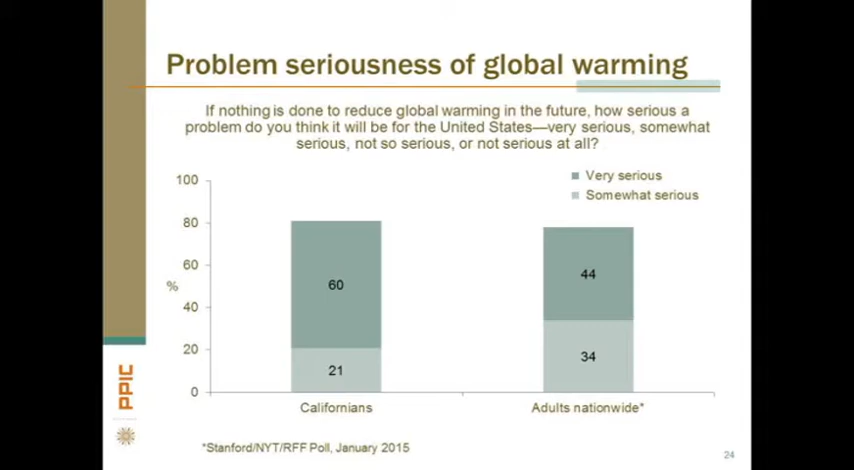 Problem seriousness of global warming
If nothing is done to reduce global warming in the future, how serious a
problem do you think it will be for the United States—very serious, somewhat
serious, not so serious, or not serious at all?
Very serious
Somewhat serious
100
80
60
40
20
0
%
60
21
44
34
Californians
Adults nationwide*
PPIC
*Stanford/NYT/RFF Poll, January 2015
24